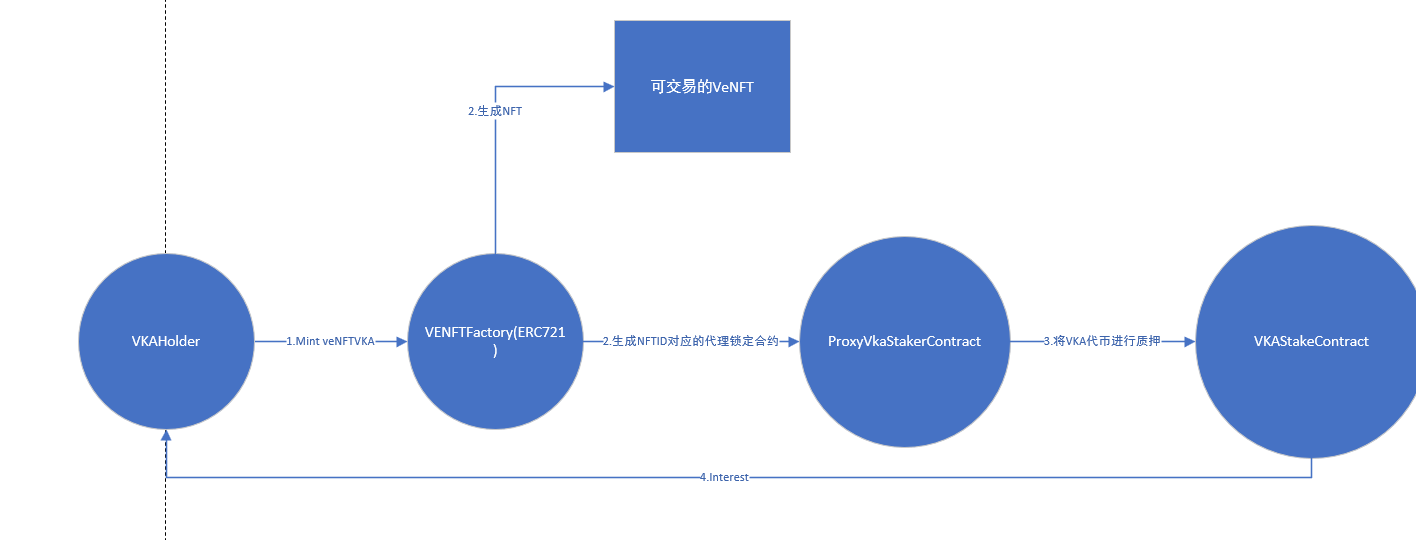 可交易的VeNFT
2.生成NFT
VKAHolder
1.Mint veNFTVKA
VENFTFactory(ERC721
)
2.生成NFTID对应的代理锁定合约
ProxyVkaStakerContract
3.将VKA代币进行质押
VKAStakeContract
4.Interest